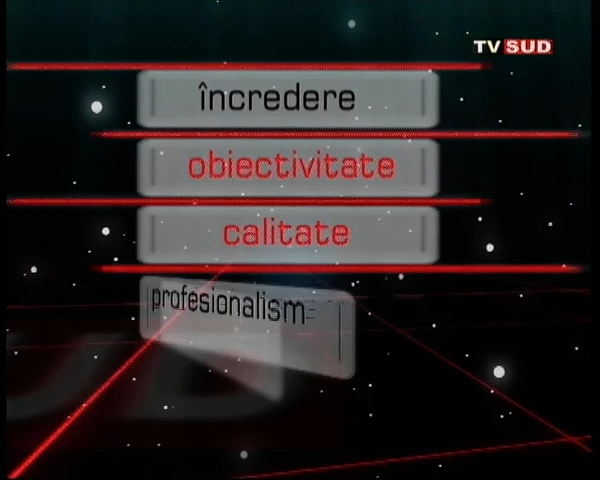 TV SUD
încredere
obiectivitate
calitate
profesionalism